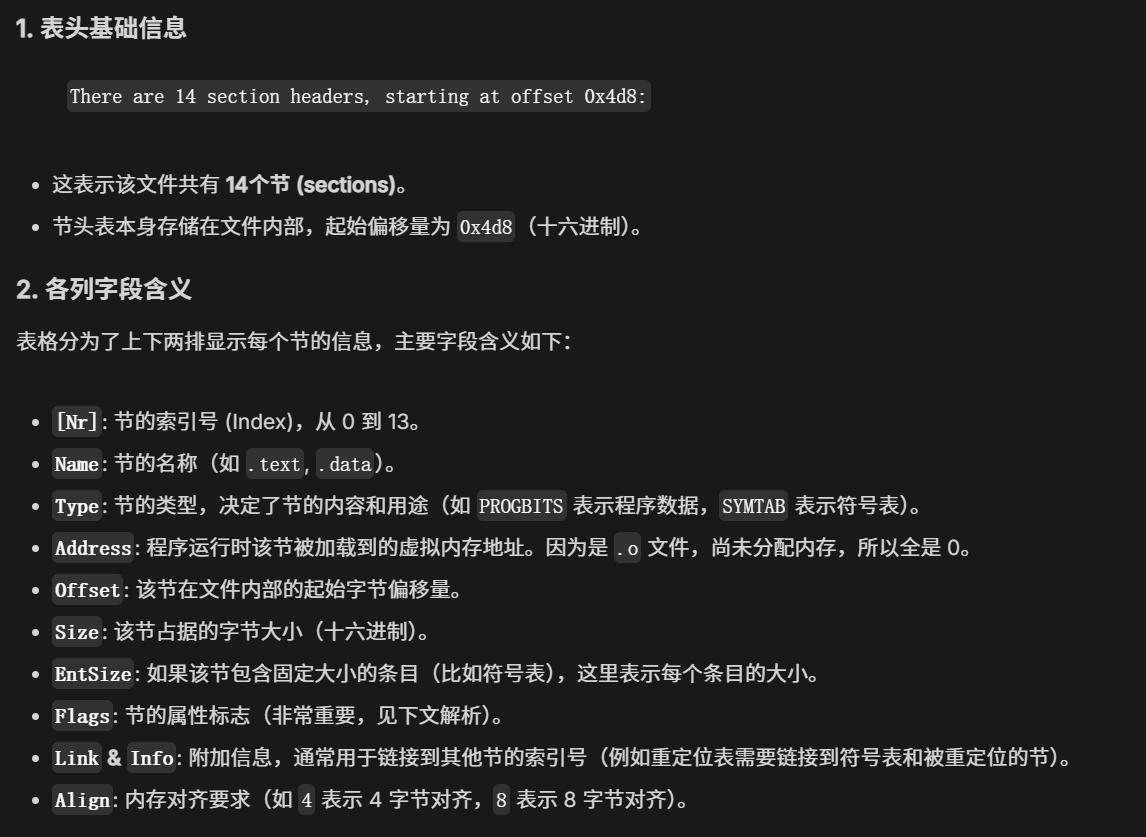 1. 表头基础信息
There are 14 section headers, starting at offset 0x4d8:
• 这表示该文件共有 14个节 (sections)。
• 节头表本身存储在文件内部，起始偏移量为 0x4d8（十六进制）。
2. 各列字段含义
表格分为了上下两排显示每个节的信息，主要字段含义如下：
• [Nr]: 节的索引号 (Index)，从 0 到 13。
• Name: 节的名称（如 .text, .data）。
• Type: 节的类型，决定了节的内容和用途（如 PROGBITS 表示程序数据，SYMTAB 表示符号表）。
• Address: 程序运行时该节被加载到的虚拟内存地址。因为是 .o 文件，尚未分配内存，所以全是 0。
• Offset: 该节在文件内部的起始字节偏移量。
• Size: 该节占据的字节大小（十六进制）。
• EntSize: 如果该节包含固定大小的条目（比如符号表），这里表示每个条目的大小。
• Flags: 节的属性标志（非常重要，见下文解析）。
• Link & Info: 附加信息，通常用于链接到其他节的索引号（例如重定位表需要链接到符号表和被重定位的节）。
• Align: 内存对齐要求（如 4 表示 4 字节对齐，8 表示 8 字节对齐）。